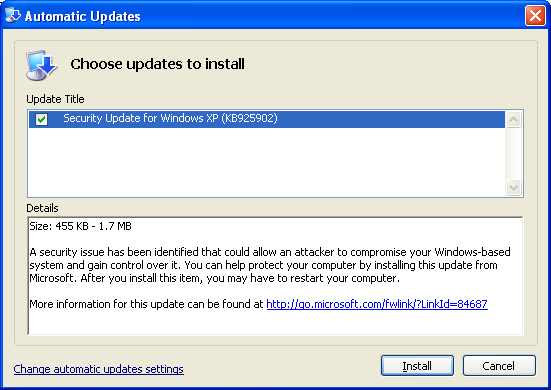 Automatic Updates
Choose updates to install
Update Title
Security Update for Windows XP (KB925902)
Details
Size: 455 KB - 1.7 MB
A security issue has been identified that could allow an attacker to compromise your Windows-based
system and gain control over it. You can help protect your computer by installing this update from
Microsoft. After you install this item, you may have to restart your computer.
More information for this update can be found at http://go.microsoft.com/fwlink/?LinkId=84687
Change automatic updates settings
Install
Cancel